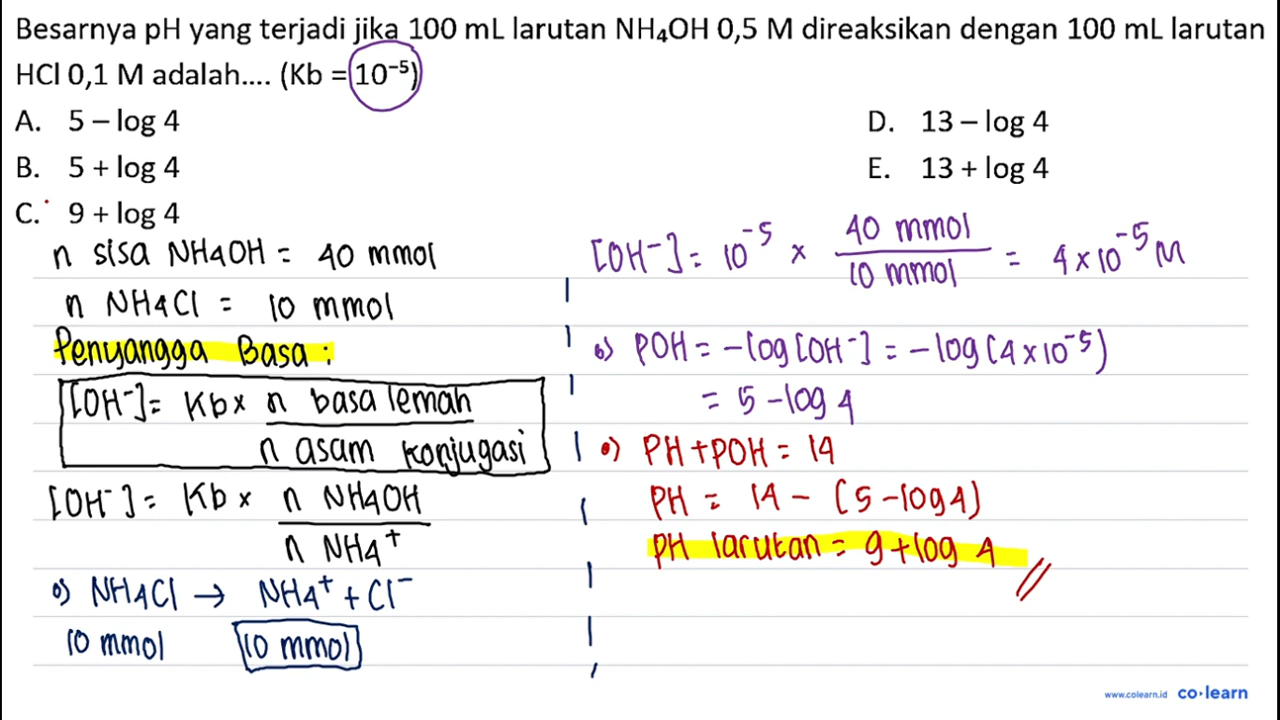 Besarnya pH yang terjadi jika 100 mL larutan NH₄OH 0,5 M direaksikan dengan 100 mL larutan
HCl 0,1 M adalah.... (Kb = 10⁻⁵)
A. 5 – log 4
B. 5 + log 4
C. 9 + log 4
D. 13 – log 4
E. 13 + log 4
n sisa NH4OH = 40 mmol
n NH4Cl = 10 mmol
Penyangga Basa :
[OH⁻] = Kb × n basa lemah
n asam konjugasi
[OH⁻] = Kb × n NH4OH
n NH4⁺
•) NH4Cl → NH4⁺ + Cl⁻
10 mmol 10 mmol
[OH⁻] = 10⁻⁵ × 40 mmol = 4 × 10⁻⁵ M
10 mmol
•) POH = -log[OH⁻] = -log(4 × 10⁻⁵)
= 5 - log 4
•) PH + POH = 14
PH = 14 - (5 - log 4)
PH larutan = 9 + log 4
www.colearn.id co·learn